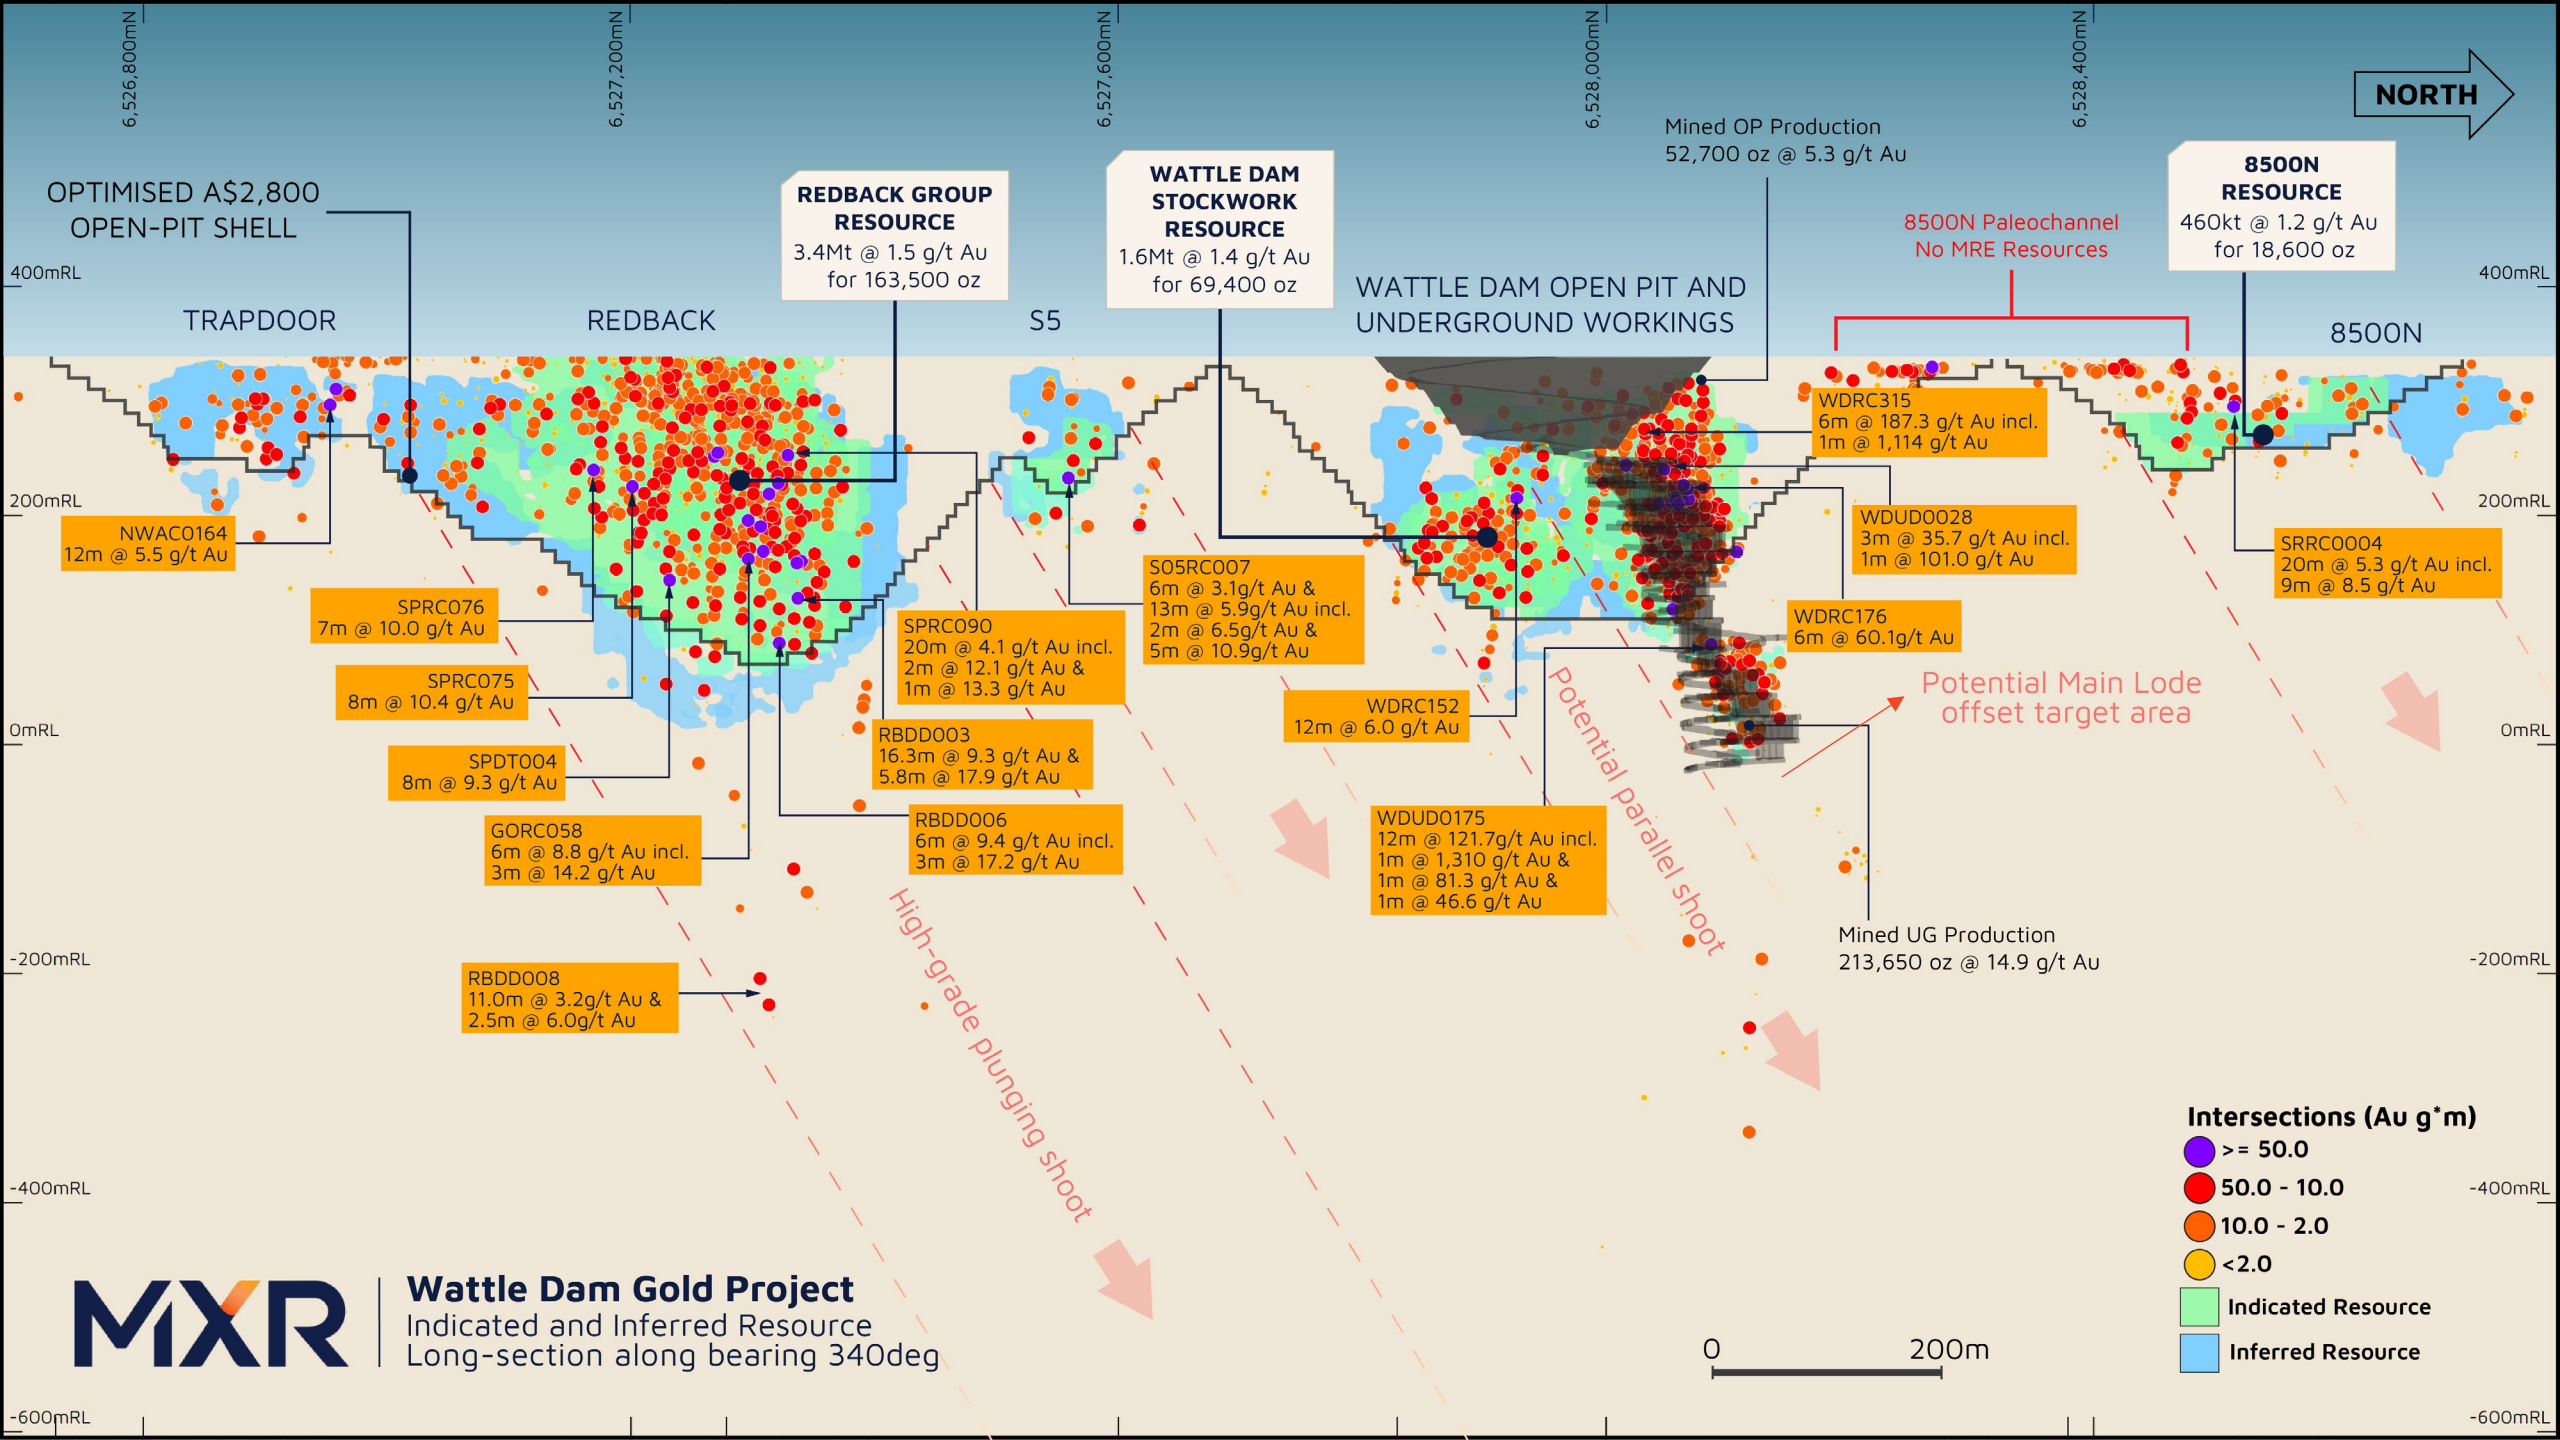 6,526,800mN
6,527,200mN
6,527,600mN
6,528,000mN
6,528,400mN
NORTH
OPTIMISED A$2,800
OPEN-PIT SHELL
REDBACK GROUP
RESOURCE
3.4Mt @ 1.5 g/t Au
for 163,500 oz
WATTLE DAM
STOCKWORK
RESOURCE
1.6Mt @ 1.4 g/t Au
for 69,400 oz
Mined OP Production
52,700 oz @ 5.3 g/t Au
8500N Paleochannel
No MRE Resources
8500N
RESOURCE
460kt @ 1.2 g/t Au
for 18,600 oz
400mRL
400mRL
TRAPDOOR
REDBACK
S5
WATTLE DAM OPEN PIT AND
UNDERGROUND WORKINGS
8500N
WDRC315
6m @ 187.3 g/t Au incl.
1m @ 1,114 g/t Au
200mRL
200mRL
NWAC0164
12m @ 5.5 g/t Au
WDUD0028
3m @ 35.7 g/t Au incl.
1m @ 101.0 g/t Au
SRRC0004
20m @ 5.3 g/t Au incl.
9m @ 8.5 g/t Au
S05RC007
6m @ 3.1g/t Au &
13m @ 5.9g/t Au incl.
2m @ 6.5g/t Au &
5m @ 10.9g/t Au
SPRC076
7m @ 10.0 g/t Au
SPRC090
20m @ 4.1 g/t Au incl.
2m @ 12.1 g/t Au &
1m @ 13.3 g/t Au
WDRC176
6m @ 60.1g/t Au
SPRC075
8m @ 10.4 g/t Au
WDRC152
12m @ 6.0 g/t Au
Potential Main Lode
offset target area
0mRL
0mRL
RBDD003
16.3m @ 9.3 g/t Au &
5.8m @ 17.9 g/t Au
SPDT004
8m @ 9.3 g/t Au
Potential parallel shoot
GORC058
6m @ 8.8 g/t Au incl.
3m @ 14.2 g/t Au
RBDD006
6m @ 9.4 g/t Au incl.
3m @ 17.2 g/t Au
WDUD0175
12m @ 121.7g/t Au incl.
1m @ 1,310 g/t Au &
1m @ 81.3 g/t Au &
1m @ 46.6 g/t Au
High-grade plunging shoot
Mined UG Production
213,650 oz @ 14.9 g/t Au
-200mRL
-200mRL
RBDD008
11.0m @ 3.2g/t Au &
2.5m @ 6.0g/t Au
-400mRL
-400mRL
Intersections (Au g*m)
>= 50.0
50.0 - 10.0
10.0 - 2.0
<2.0
Indicated Resource
Inferred Resource
MXR
Wattle Dam Gold Project
Indicated and Inferred Resource
Long-section along bearing 340deg
0 200m
-600mRL
-600mRL